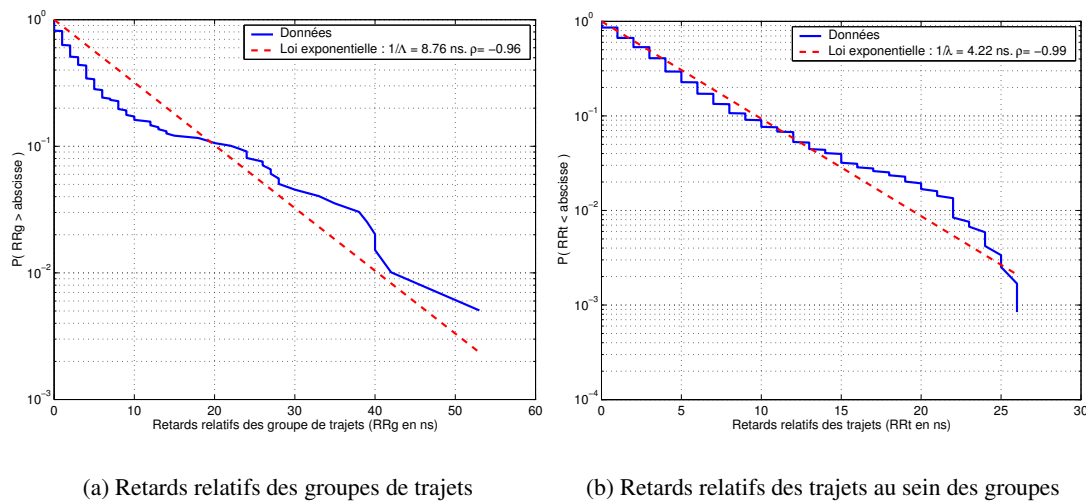 10^0
10^-1
10^-2
10^-3
P( RRg > abscisse )
Données
Loi exponentielle : 1/Λ = 8.76 ns. ρ= −0.96
0 10 20 30 40 50 60
Retards relatifs des groupe de trajets (RRg en ns)
(a) Retards relatifs des groupes de trajets
10^0
10^-1
10^-2
10^-3
10^-4
P ( RRt < abscisse )
Données
Loi exponentielle : 1/λ = 4.22 ns. ρ= −0.99
0 5 10 15 20 25 30
Retards relatifs des trajets (RRt en ns)
(b) Retards relatifs des trajets au sein des groupes